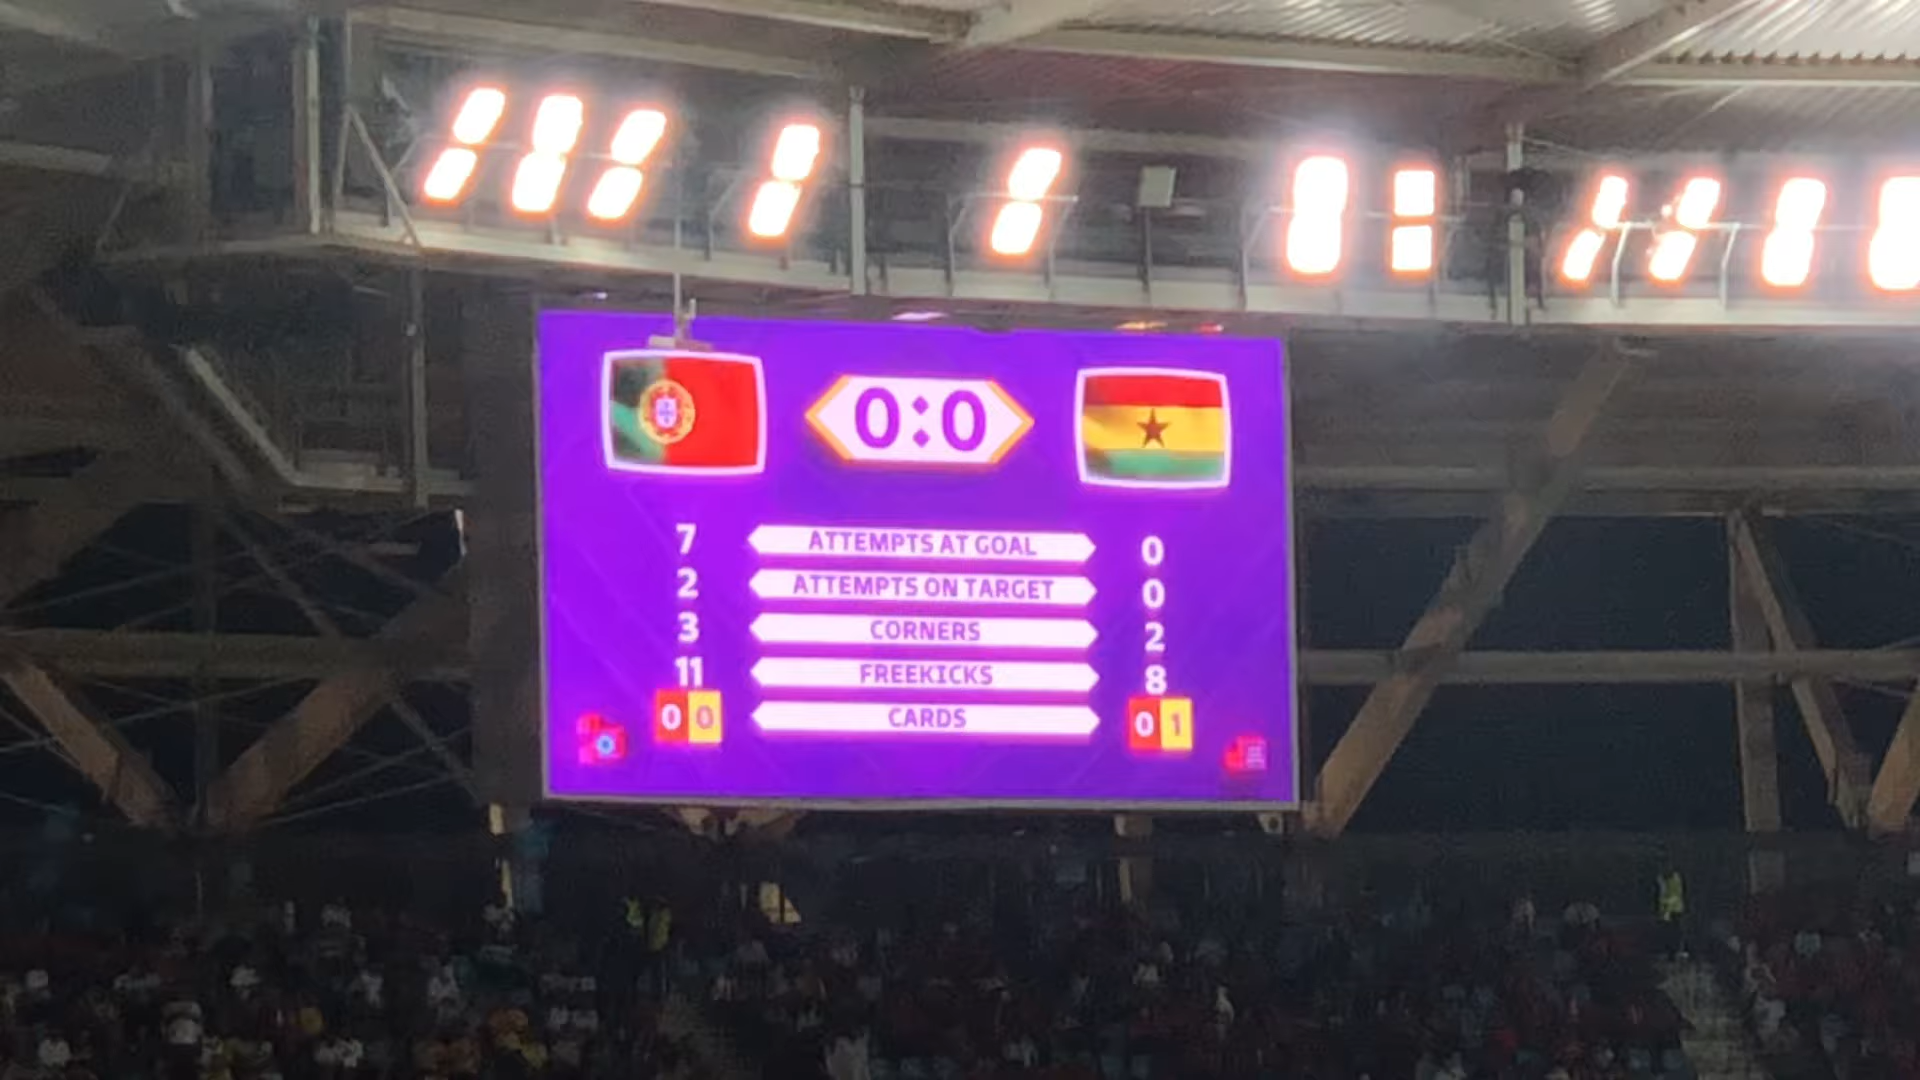 0:0
7 ATTEMPTS AT GOAL 0
2 ATTEMPTS ON TARGET 0
3 CORNERS 2
11 FREEKICKS 8
0 0 CARDS 0 1